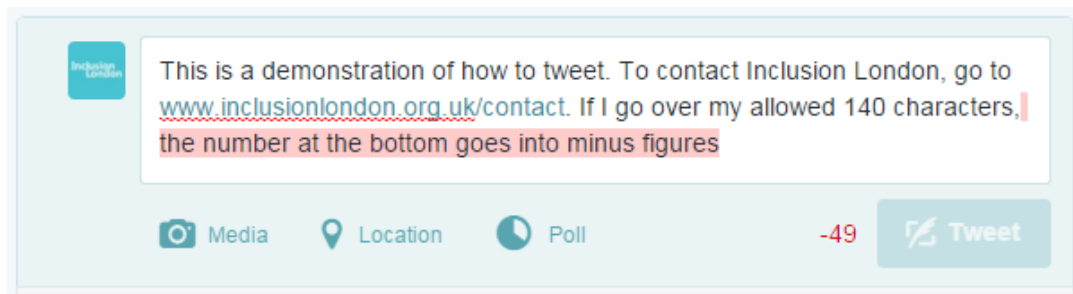 Inclusion
London
This is a demonstration of how to tweet. To contact Inclusion London, go to
www.inclusionlondon.org.uk/contact. If I go over my allowed 140 characters,
the number at the bottom goes into minus figures
Media Location Poll -49 Tweet